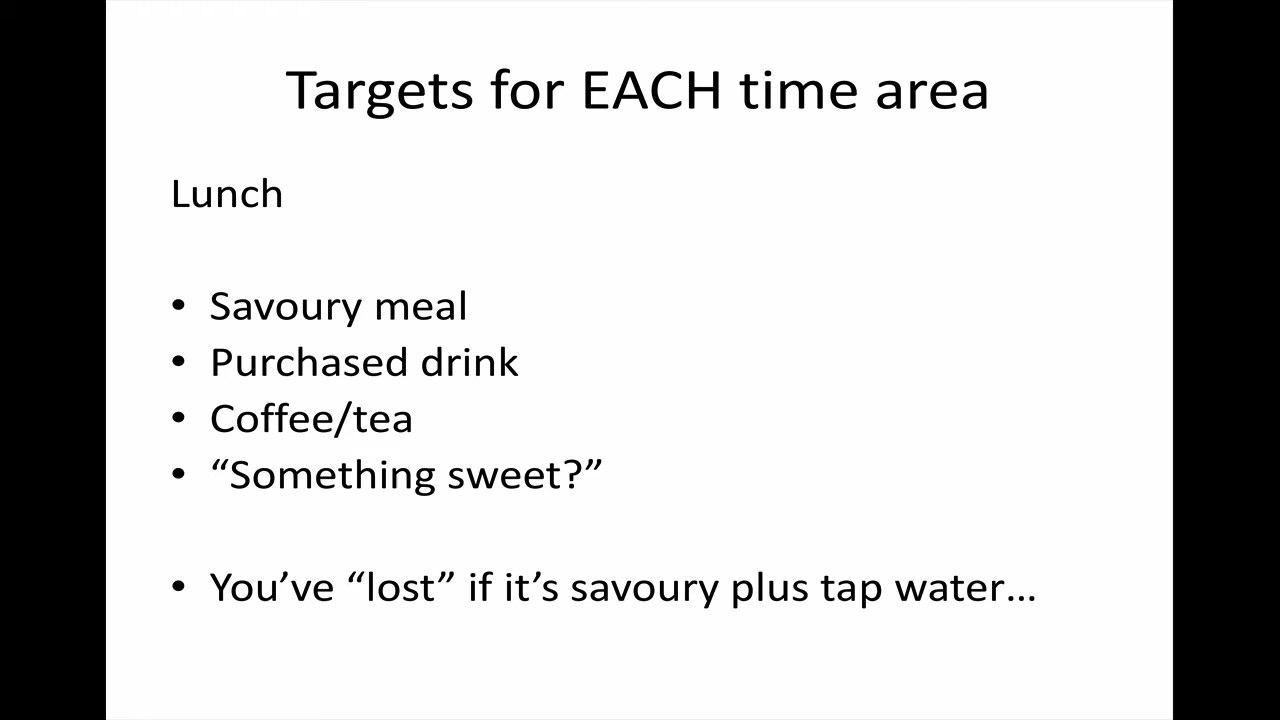 Targets for EACH time area
Lunch
• Savoury meal
• Purchased drink
• Coffee/tea
• “Something sweet?”
• You’ve “lost” if it’s savoury plus tap water…